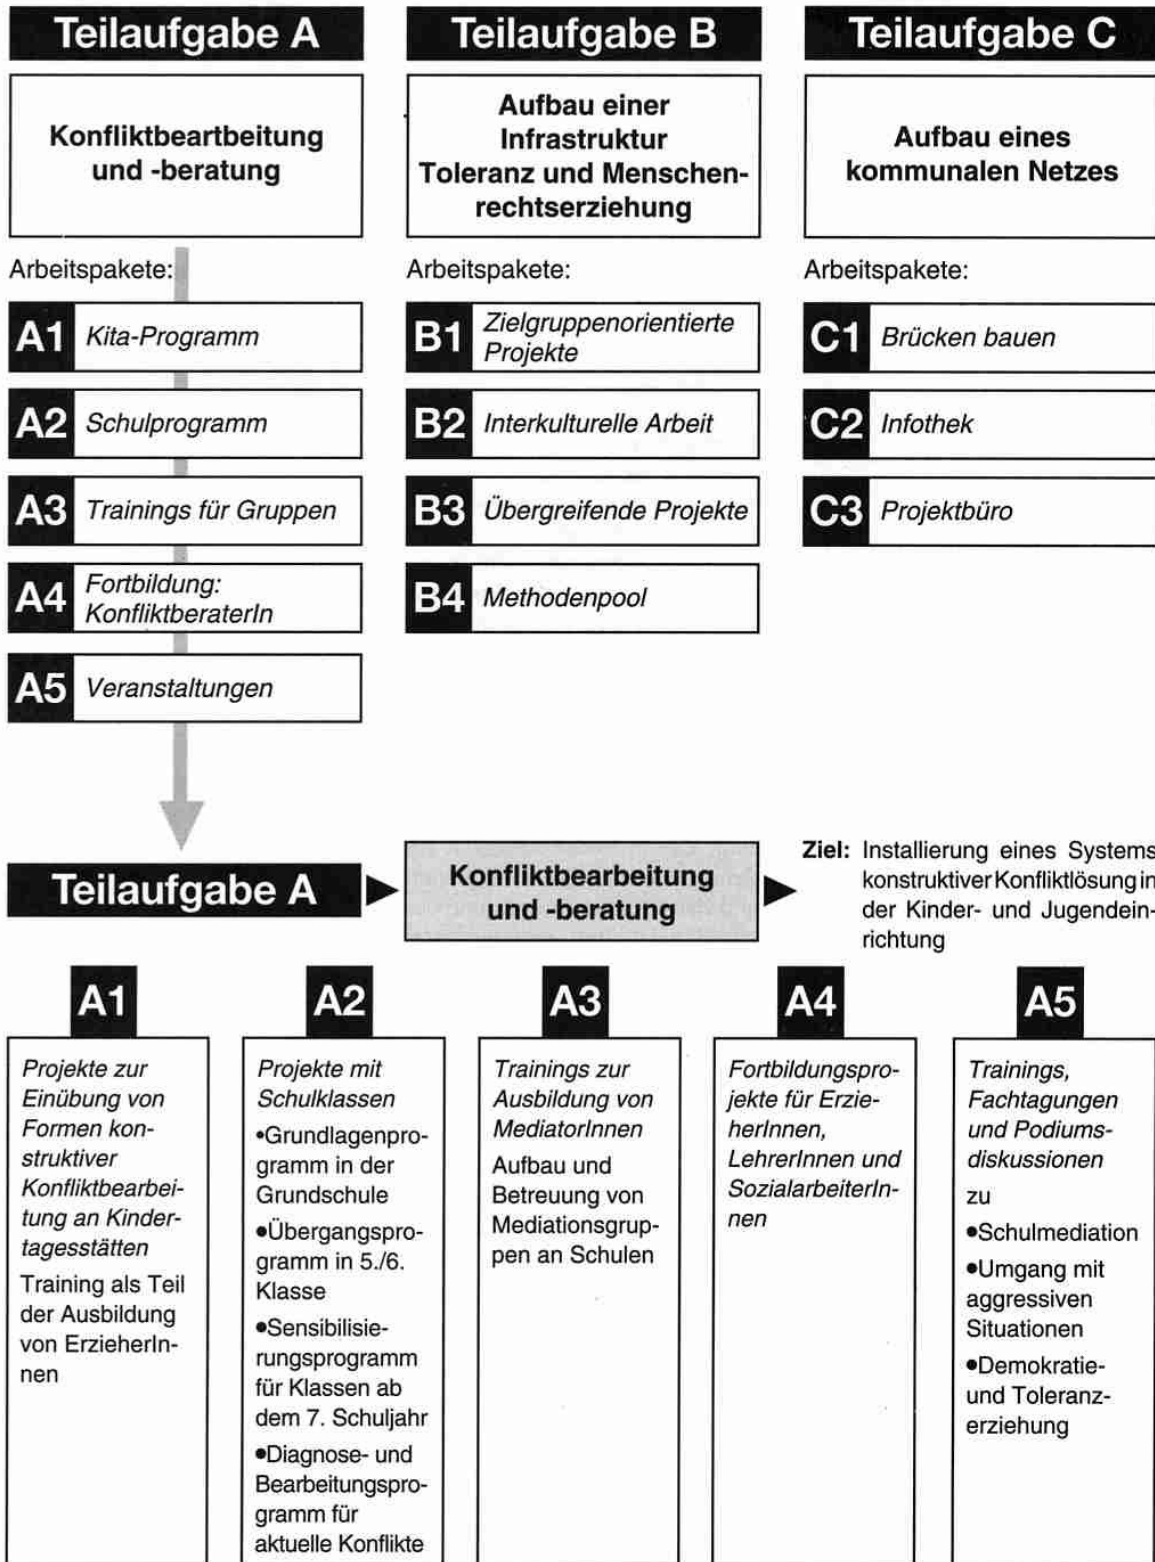 Teilaufgabe A
Konfliktbeartbeitung
und -beratung
Arbeitspakete:
A1 Kita-Programm
A2 Schulprogramm
A3 Trainings für Gruppen
A4 Fortbildung:
KonfliktberaterIn
A5 Veranstaltungen
Teilaufgabe B
Aufbau einer
Infrastruktur
Toleranz und Menschen-
rechtserziehung
Arbeitspakete:
B1 Zielgruppenorientierte
Projekte
B2 Interkulturelle Arbeit
B3 Übergreifende Projekte
B4 Methodenpool
Teilaufgabe C
Aufbau eines
kommunalen Netzes
Arbeitspakete:
C1 Brücken bauen
C2 Infothek
C3 Projektbüro
Teilaufgabe A
Konfliktbearbeitung
und -beratung
Ziel: Installierung eines Systems
konstruktiver Konfliktlösung in
der Kinder- und Jugendein-
richtung
A1
Projekte zur
Einübung von
Formen kon-
struktiver
Konfliktbearbei-
tung an Kinder-
tagesstätten
Training als Teil
der Ausbildung
von ErzieherIn-
nen
A2
Projekte mit
Schulklassen
•Grundlagenpro-
gramm in der
Grundschule
•Übergangspro-
gramm in 5./6.
Klasse
•Sensibilisie-
rungsprogramm
für Klassen ab
dem 7. Schuljahr
•Diagnose- und
Bearbeitungspro-
gramm für
aktuelle Konflikte
A3
Trainings zur
Ausbildung von
MediatorInnen
Aufbau und
Betreuung von
Mediationsgrup-
pen an Schulen
A4
Fortbildungspro-
jekte für Erzie-
herInnen,
LehrerInnen und
SozialarbeiterIn-
nen
A5
Trainings,
Fachtagungen
und Podiums-
diskussionen
zu
•Schulmediation
•Umgang mit
aggressiven
Situationen
•Demokratie-
und Toleranz-
erziehung